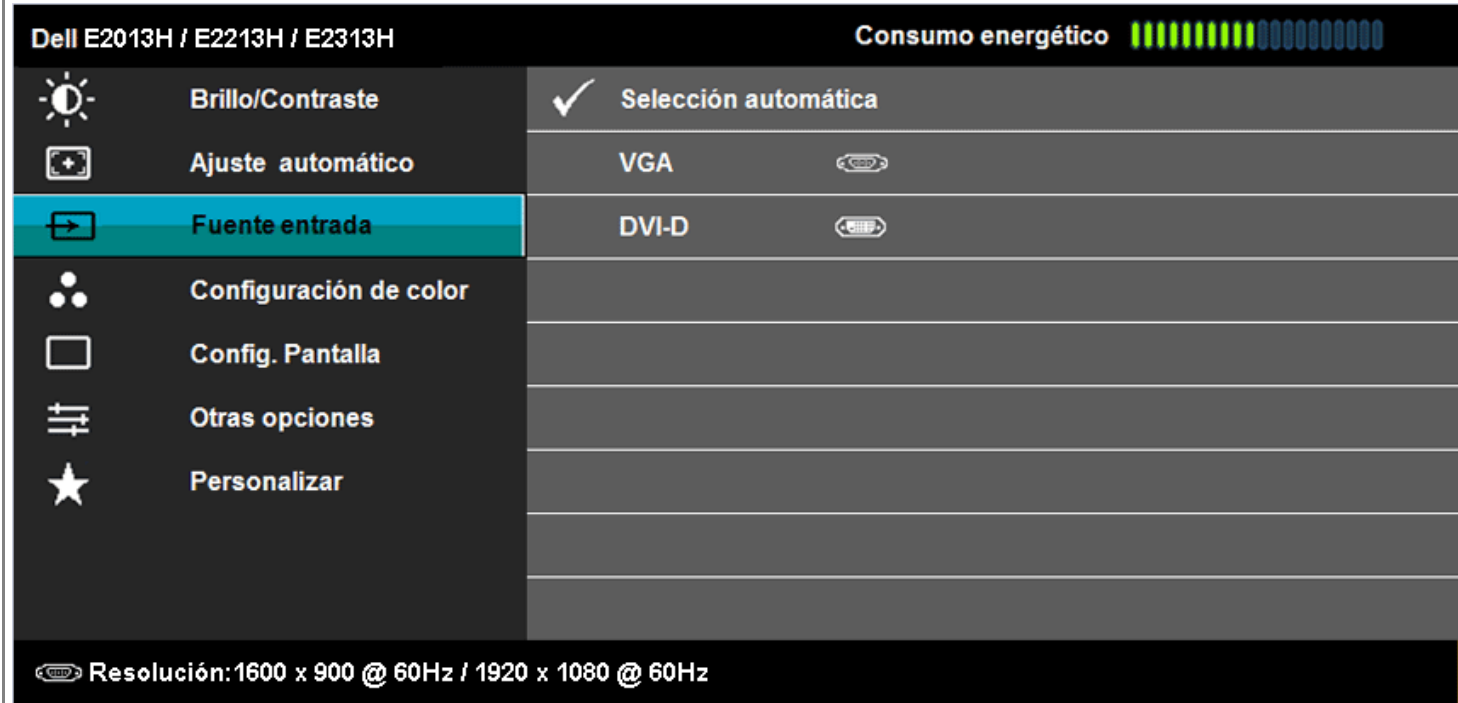 Dell E2013H / E2213H / E2313H
Consumo energético
Brillo/Contraste
Selección automática
Ajuste automático
VGA
Fuente entrada
DVI-D
Configuración de color
Config. Pantalla
Otras opciones
Personalizar
Resolución:1600 x 900 @ 60Hz / 1920 x 1080 @ 60Hz